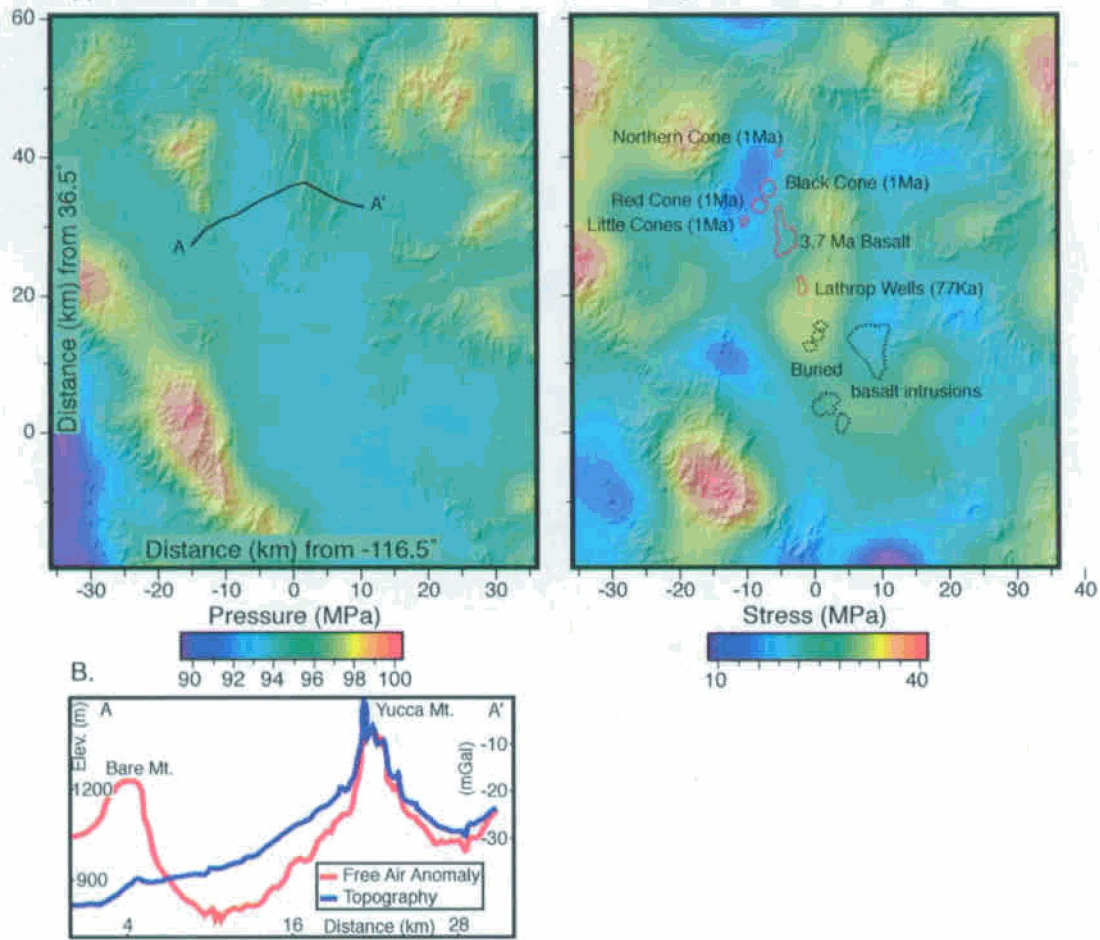 60
40
20
0
Distance (km) from 36.5°
A
A'
Distance (km) from -116.5°
-30 -20 -10 0 10 20 30
Pressure (MPa)
90 92 94 96 98 100
Northern Cone (1Ma)
Black Cone (1Ma)
Red Cone (1Ma)
Little Cones (1Ma)
3.7 Ma Basalt
Lathrop Wells (77Ka)
Buried
basalt intrusions
-30 -20 -10 0 10 20 30 40
Stress (MPa)
10 40
B.
A Yucca Mt. A'
Elev. (m)
Bare Mt.
1200
900
-10
-20
-30
(mGal)
Free Air Anomaly
Topography
4 16 Distance (km) 28